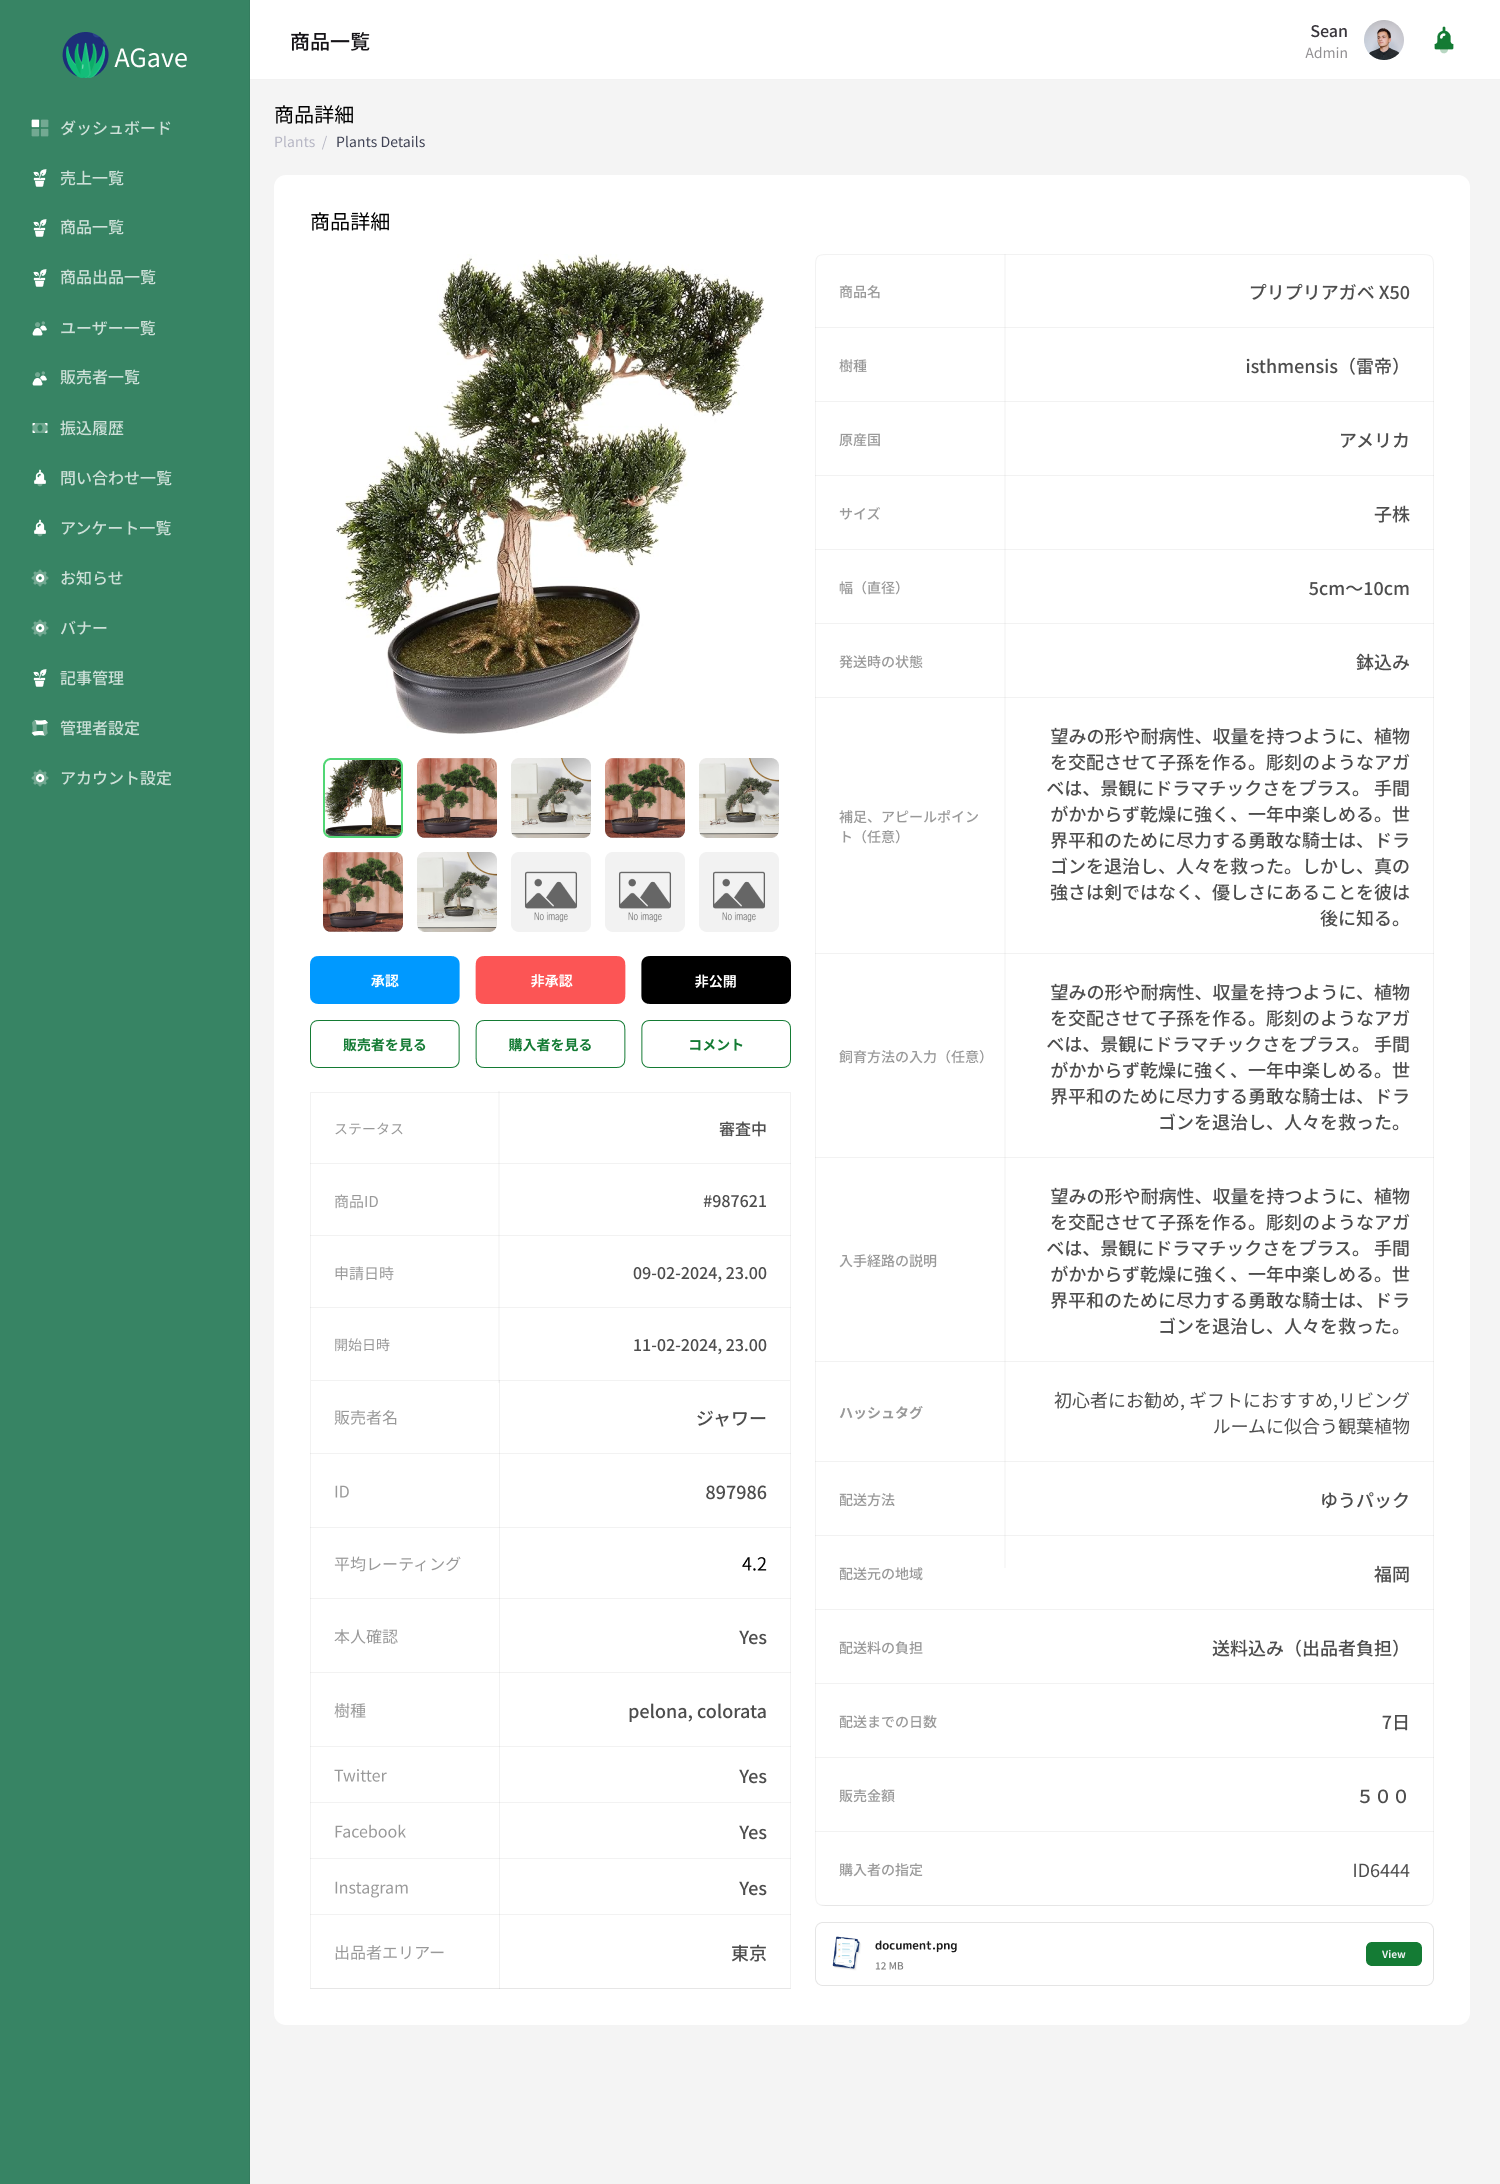 AGave
ダッシュボード
売上一覧
商品一覧
商品出品一覧
ユーザー一覧
販売者一覧
振込履歴
問い合わせ一覧
アンケート一覧
お知らせ
バナー
記事管理
管理者設定
アカウント設定
商品一覧
Sean
Admin
商品詳細
Plants / Plants Details
商品詳細
No image
No image
No image
承認
非承認
非公開
販売者を見る
購入者を見る
コメント
ステータス 審査中
商品ID #987621
申請日時 09-02-2024, 23.00
開始日時 11-02-2024, 23.00
販売者名 ジャワー
ID 897986
平均レーティング 4.2
本人確認 Yes
樹種 pelona, colorata
Twitter Yes
Facebook Yes
Instagram Yes
出品者エリアー 東京
商品名 プリプリアガベ X50
樹種 isthmensis（雷帝）
原産国 アメリカ
サイズ 子株
幅（直径） 5cm〜10cm
発送時の状態 鉢込み
補足、アピールポイン
ト（任意）
望みの形や耐病性、収量を持つように、植物
を交配させて子孫を作る。彫刻のようなアガ
ベは、景観にドラマチックさをプラス。 手間
がかからず乾燥に強く、一年中楽しめる。世
界平和のために尽力する勇敢な騎士は、ドラ
ゴンを退治し、人々を救った。しかし、真の
強さは剣ではなく、優しさにあることを彼は
後に知る。
飼育方法の入力（任意）
望みの形や耐病性、収量を持つように、植物
を交配させて子孫を作る。彫刻のようなアガ
ベは、景観にドラマチックさをプラス。 手間
がかからず乾燥に強く、一年中楽しめる。世
界平和のために尽力する勇敢な騎士は、ドラ
ゴンを退治し、人々を救った。
入手経路の説明
望みの形や耐病性、収量を持つように、植物
を交配させて子孫を作る。彫刻のようなアガ
ベは、景観にドラマチックさをプラス。 手間
がかからず乾燥に強く、一年中楽しめる。世
界平和のために尽力する勇敢な騎士は、ドラ
ゴンを退治し、人々を救った。
ハッシュタグ
初心者にお勧め, ギフトにおすすめ,リビング
ルームに似合う観葉植物
配送方法 ゆうパック
配送元の地域 福岡
配送料の負担 送料込み（出品者負担）
配送までの日数 7日
販売金額 ５００
購入者の指定 ID6444
document.png
12 MB
View